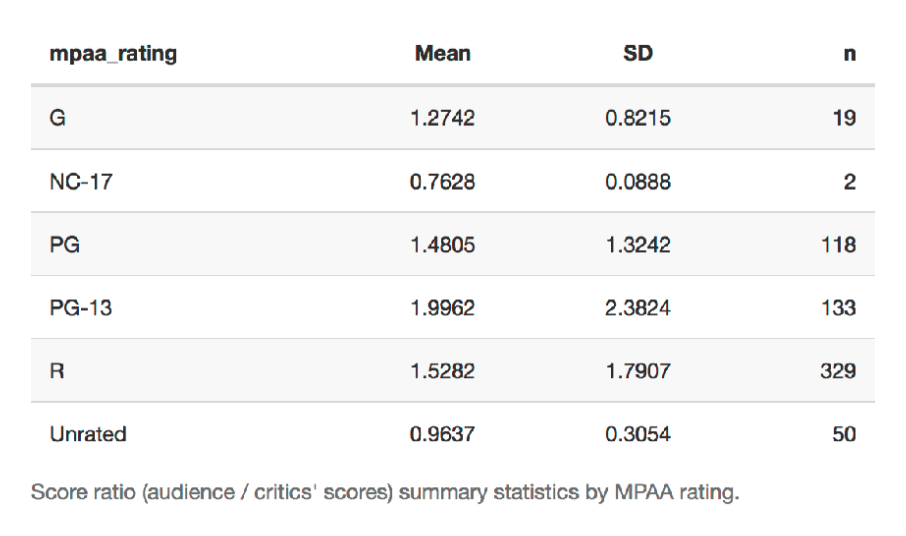 mpaa_rating Mean SD n
G 1.2742 0.8215 19
NC-17 0.7628 0.0888 2
PG 1.4805 1.3242 118
PG-13 1.9962 2.3824 133
R 1.5282 1.7907 329
Unrated 0.9637 0.3054 50
Score ratio (audience / critics' scores) summary statistics by MPAA rating.